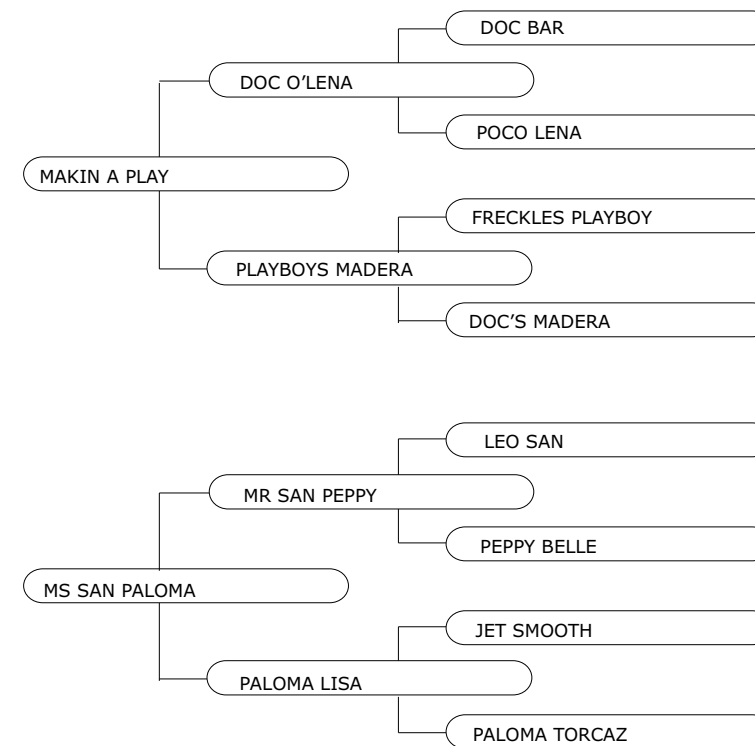 DOC BAR
DOC O’LENA
POCO LENA
MAKIN A PLAY
FRECKLES PLAYBOY
PLAYBOYS MADERA
DOC’S MADERA
LEO SAN
MR SAN PEPPY
PEPPY BELLE
MS SAN PALOMA
JET SMOOTH
PALOMA LISA
PALOMA TORCAZ